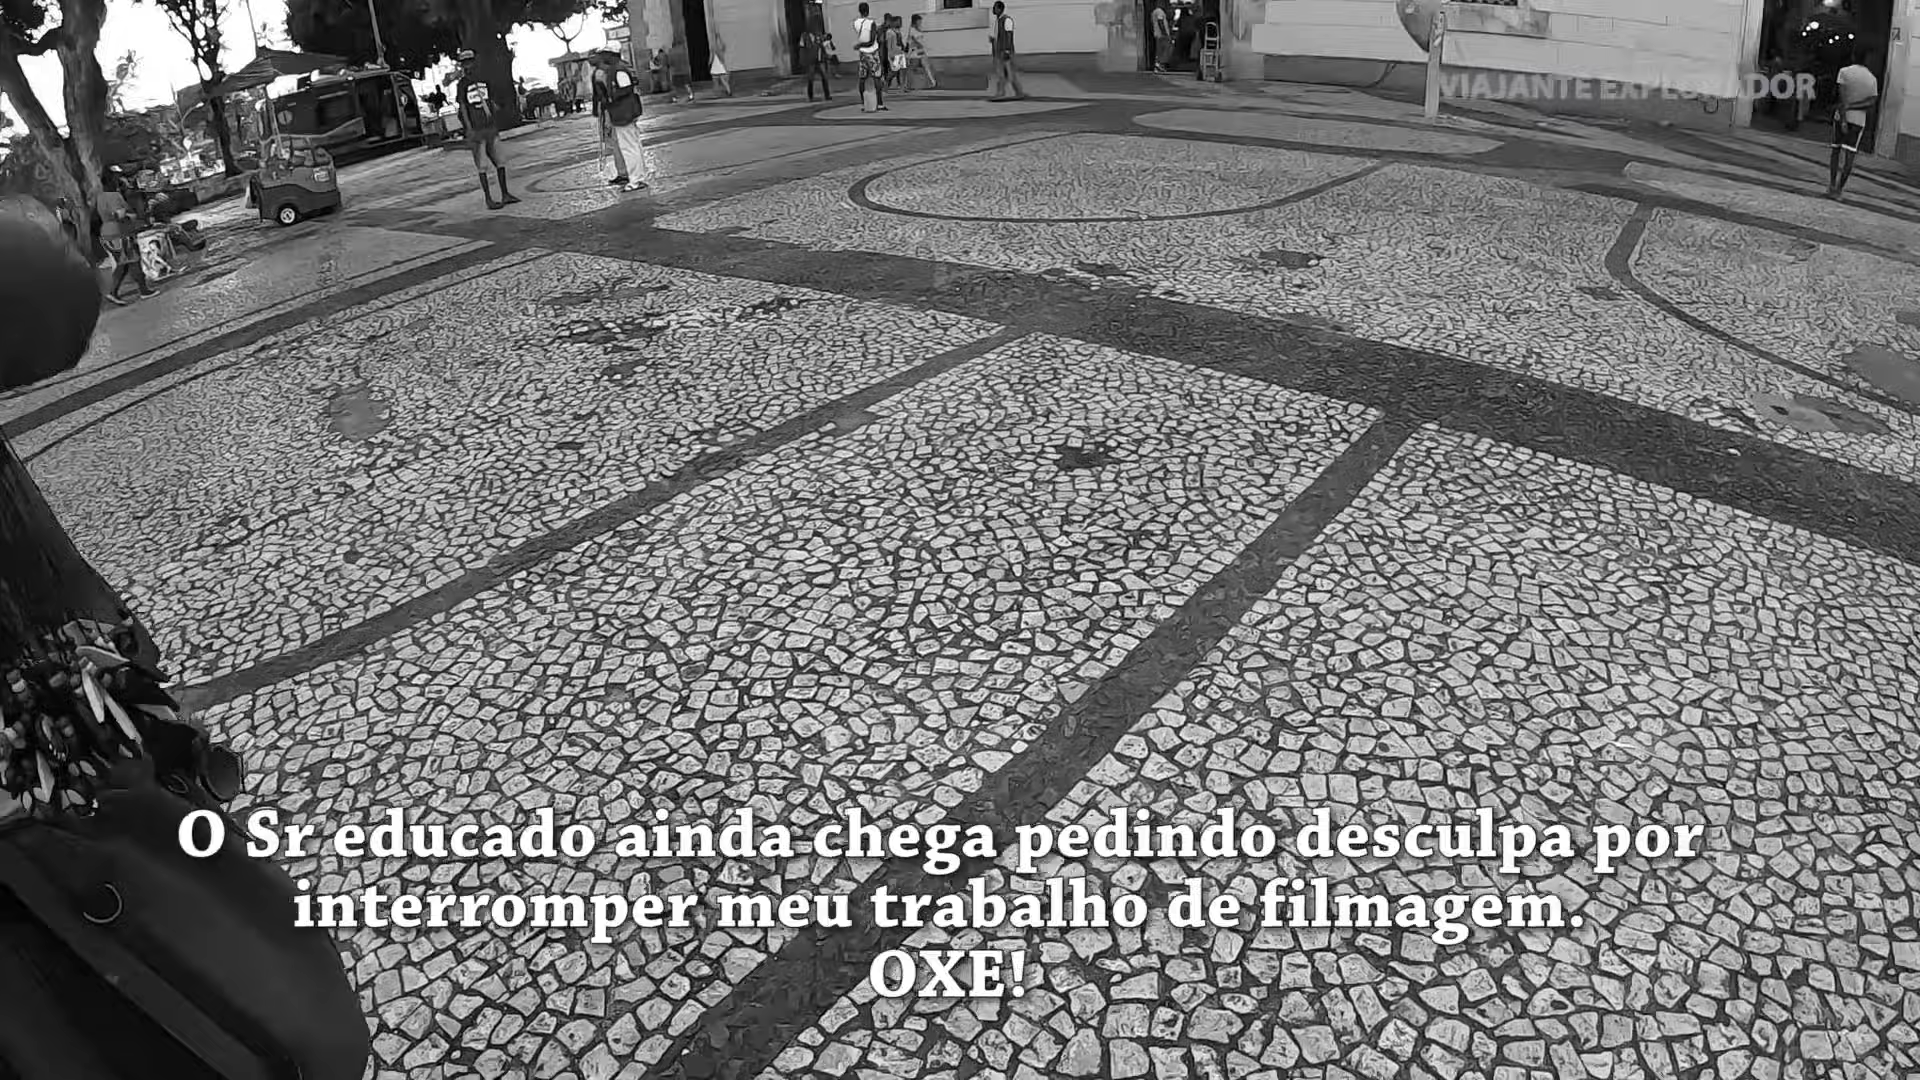 VIAJANTE EXPLORADOR
O Sr educado ainda chega pedindo desculpa por
interromper meu trabalho de filmagem.
OXE!